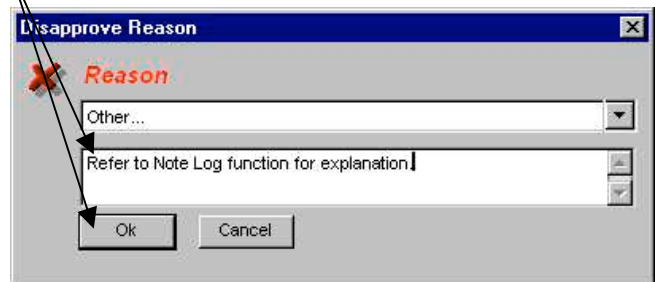 Disapprove Reason
Reason
Other...
Refer to Note Log function for explanation.
Ok Cancel